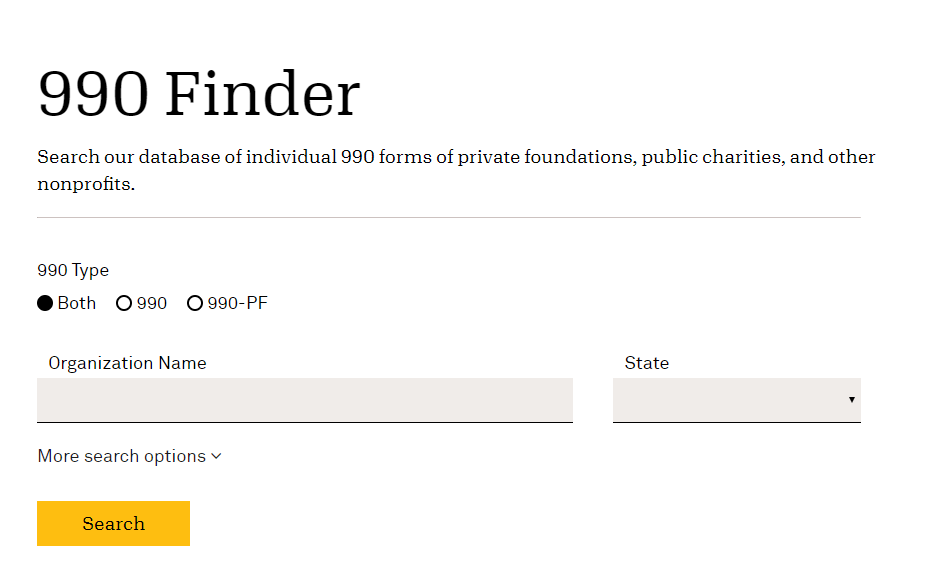 990 Finder
Search our database of individual 990 forms of private foundations, public charities, and other
nonprofits.
990 Type
Both 990 990-PF
Organization Name State
More search options
Search